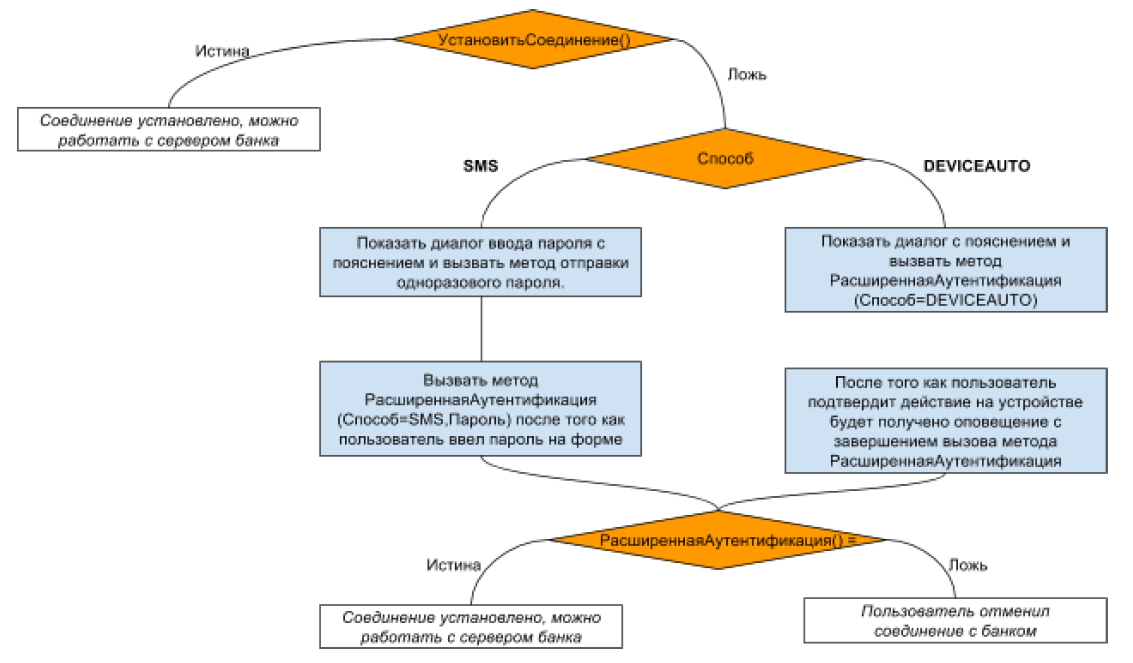 УстановитьСоединение()
Истина
Ложь
Соединение установлено, можно
работать с сервером банка
Способ
SMS
DEVICEAUTO
Показать диалог ввода пароля с
пояснением и вызвать метод отправки
одноразового пароля.
Показать диалог с пояснением и
вызвать метод
РасширеннаяАутентификация
(Способ=DEVICEAUTO)
Вызвать метод
РасширеннаяАутентификация
(Способ=SMS,Пароль) после того как
пользователь ввел пароль на форме
После того как пользователь
подтвердит действие на устройстве
будет получено оповещение с
завершением вызова метода
РасширеннаяАутентификация
РасширеннаяАутентификация() =
Истина
Ложь
Соединение установлено, можно
работать с сервером банка
Пользователь отменил
соединение с банком